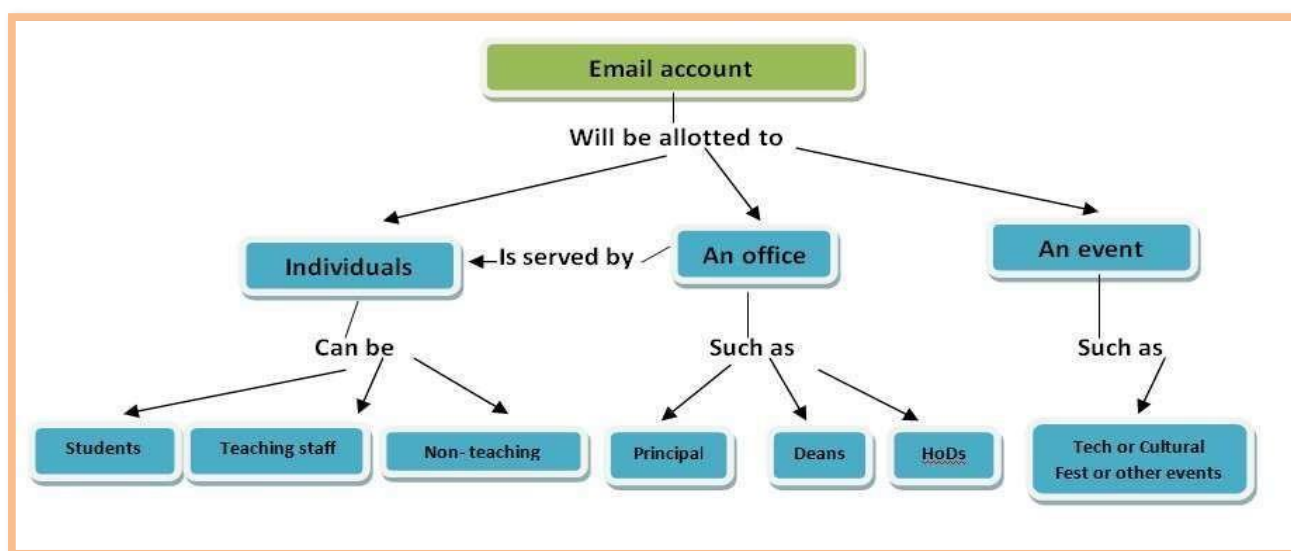 Email account
Will be allotted to
Individuals
Is served by
An office
An event
Can be
Such as
Such as
Students
Teaching staff
Non- teaching
Principal
Deans
HoDs
Tech or Cultural
Fest or other events